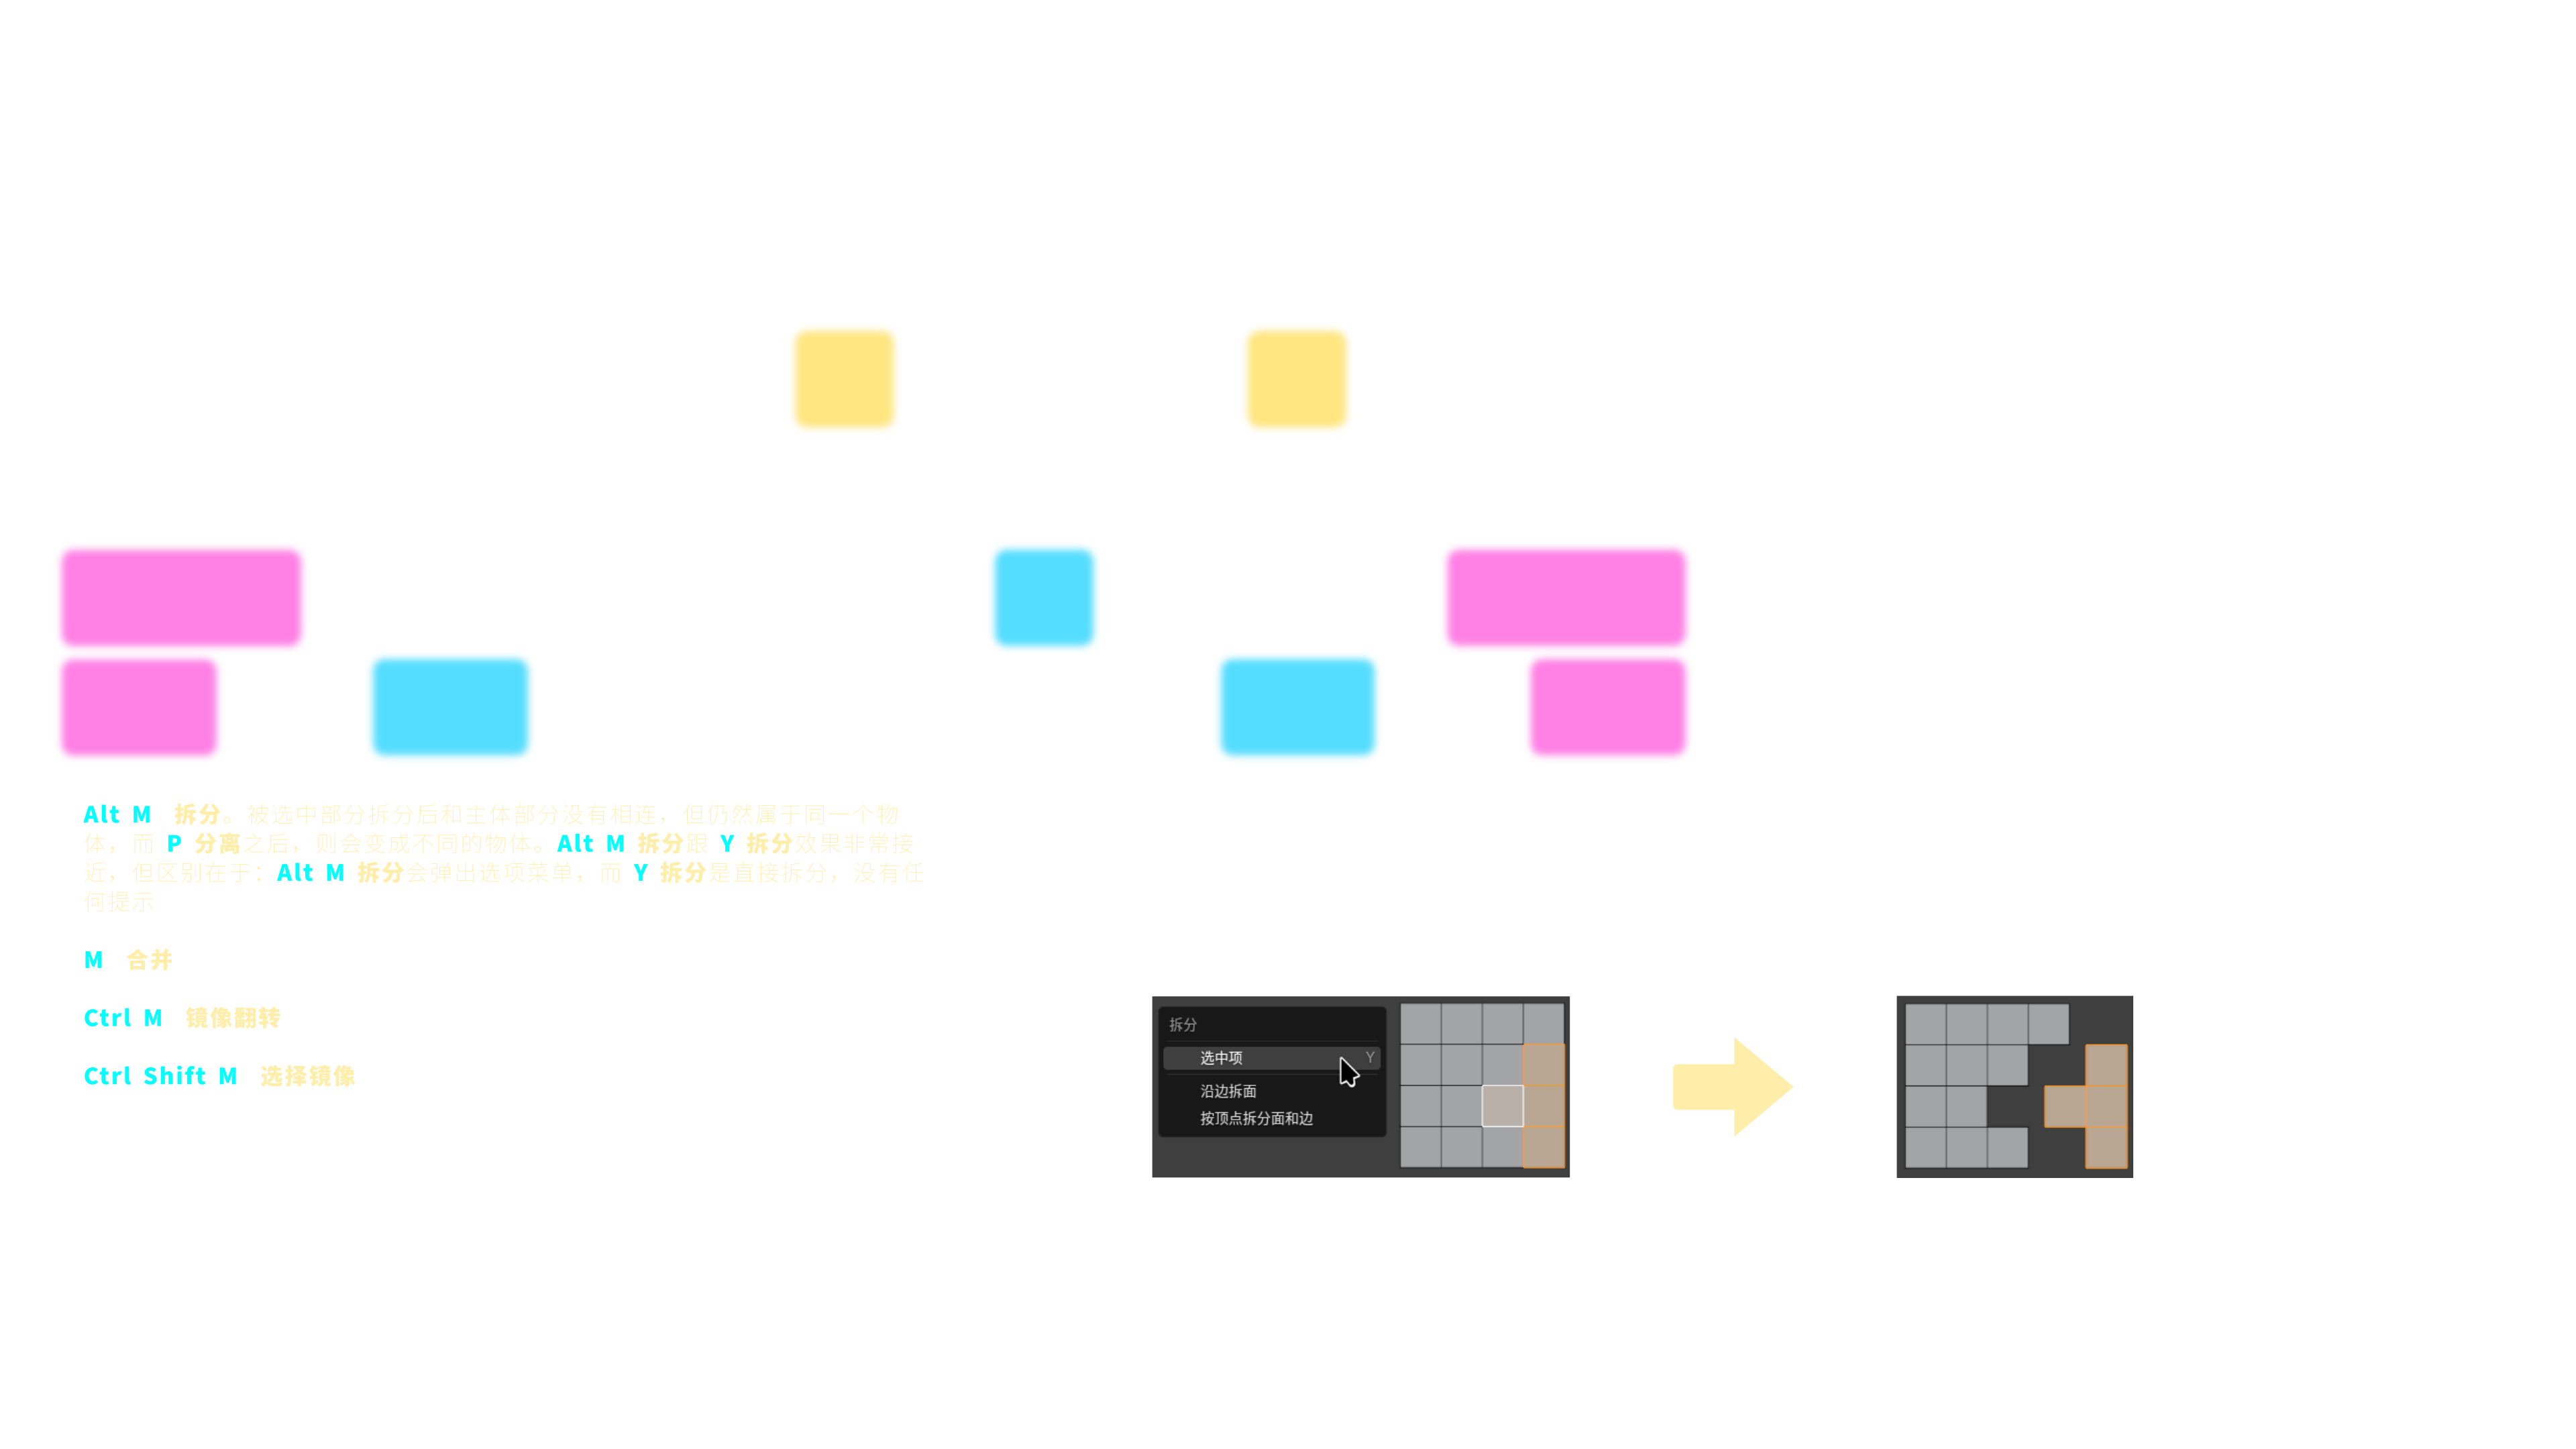 Alt M 拆分。被选中部分拆分后和主体部分没有相连，但仍然属于同一个物
体，而 P 分离之后，则会变成不同的物体。Alt M 拆分跟 Y 拆分效果非常接
近，但区别在于：Alt M 拆分会弹出选项菜单，而 Y 拆分是直接拆分，没有任
何提示
M 合并
Ctrl M 镜像翻转
Ctrl Shift M 选择镜像
拆分
选中项 Y
沿边拆面
按顶点拆分面和边